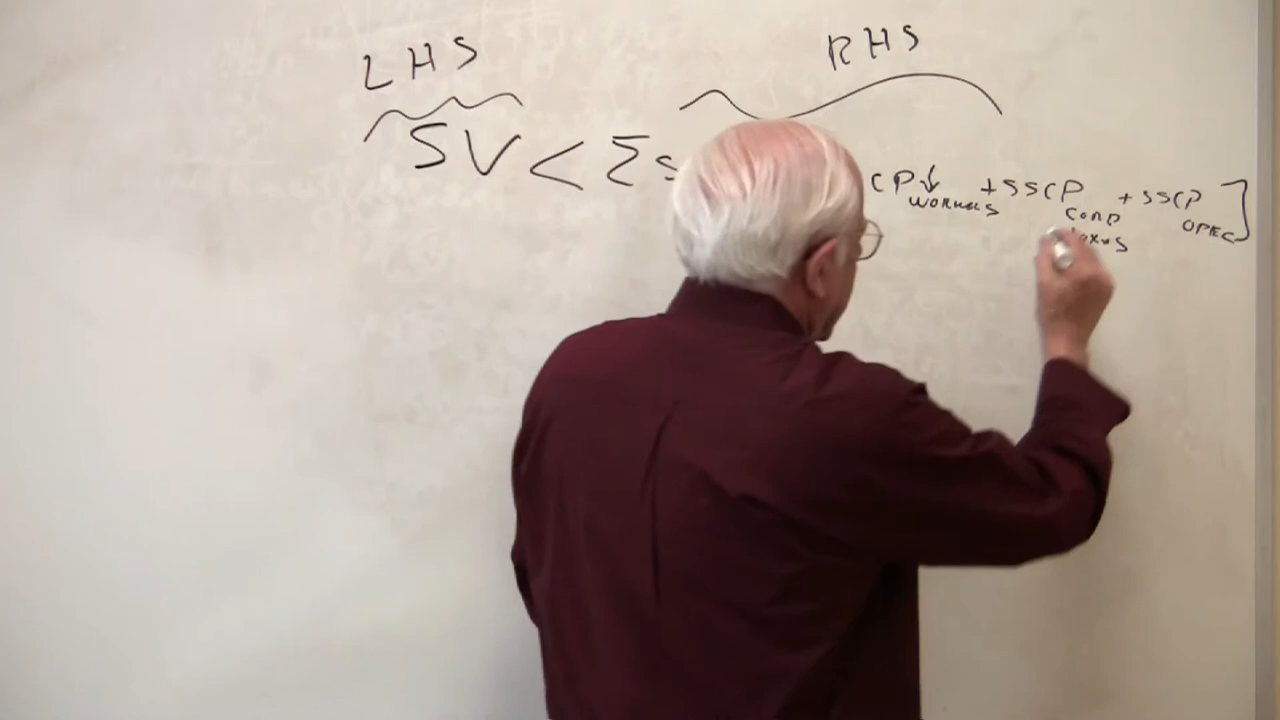 LHS RHS
SV < Σ s CP↓ + SSCP + SSCP ]
WORKERS CORP OPEC